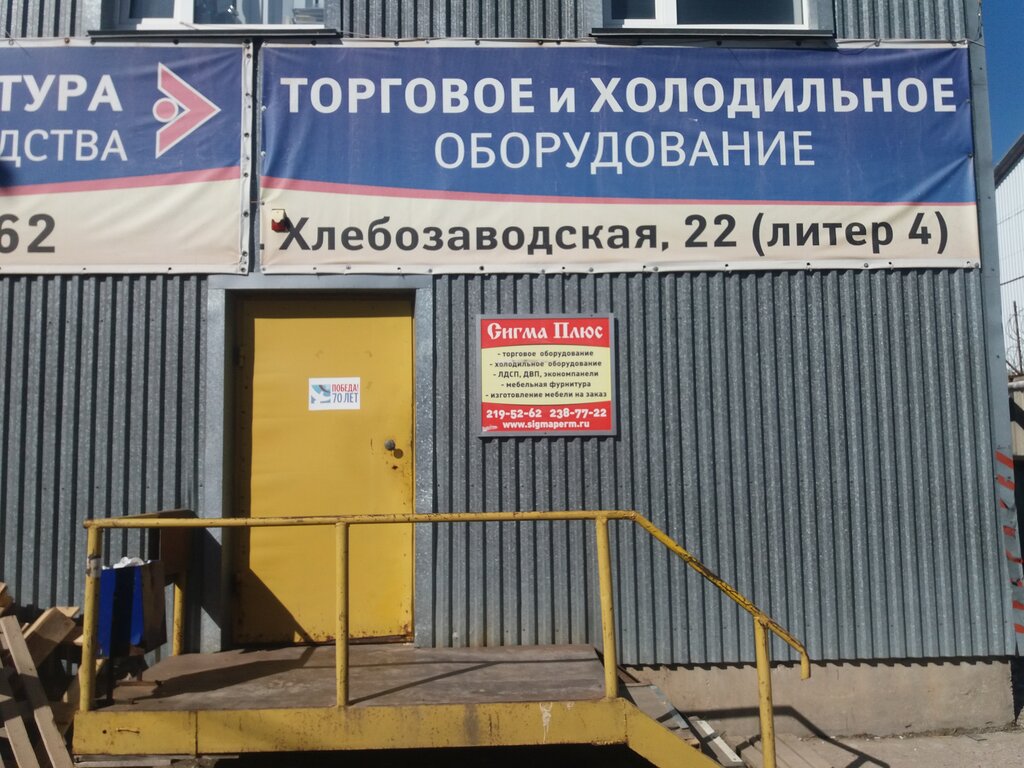 ТУРА
ДСТВА
62
ТОРГОВОЕ и ХОЛОДИЛЬНОЕ
ОБОРУДОВАНИЕ
. Хлебозаводская, 22 (литер 4)
ПОБЕДА!
70 ЛЕТ
Сигма Плюс
- торговое оборудование
- холодильное оборудование
- ЛДСП, ДВП, экономпанели
- мебельная фурнитура
- изготовление мебели на заказ
219-52-62 238-77-22
www.sigmaperm.ru